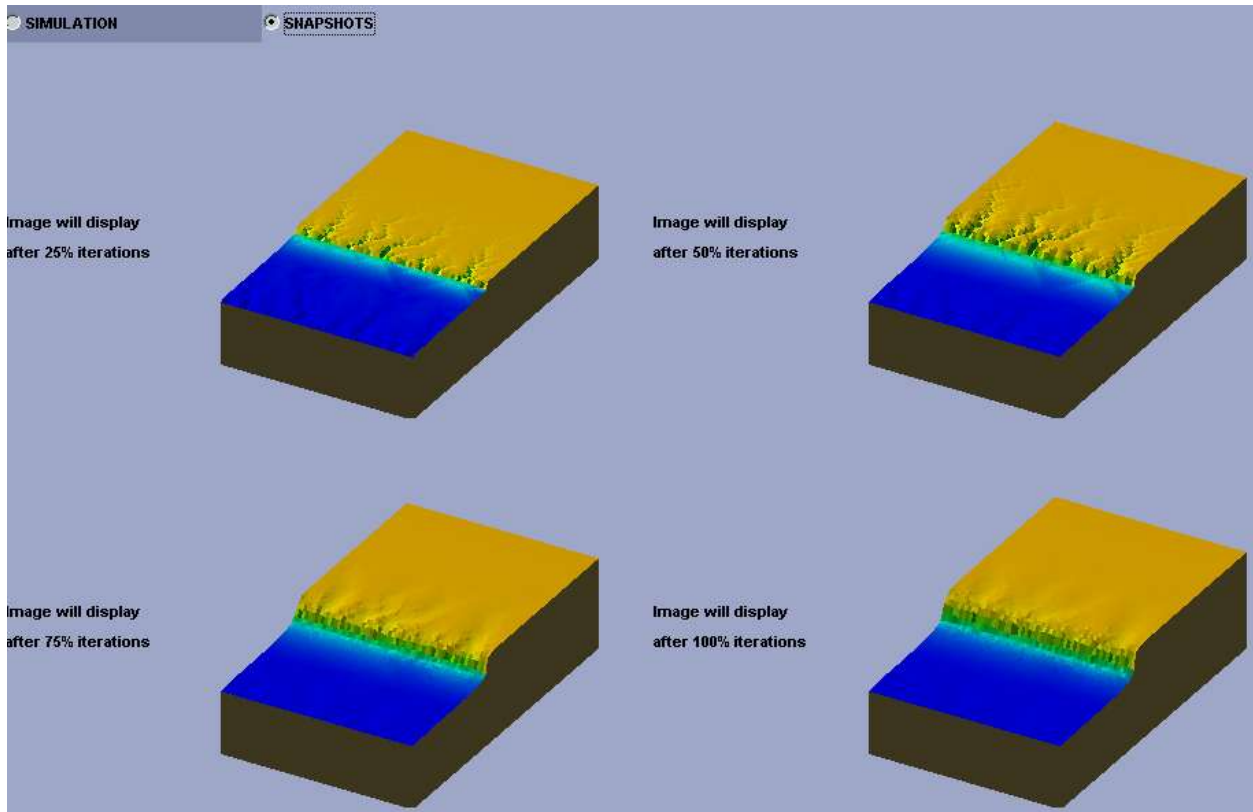 SIMULATION
SNAPSHOTS
Image will display
after 25% iterations
Image will display
after 50% iterations
Image will display
after 75% iterations
Image will display
after 100% iterations